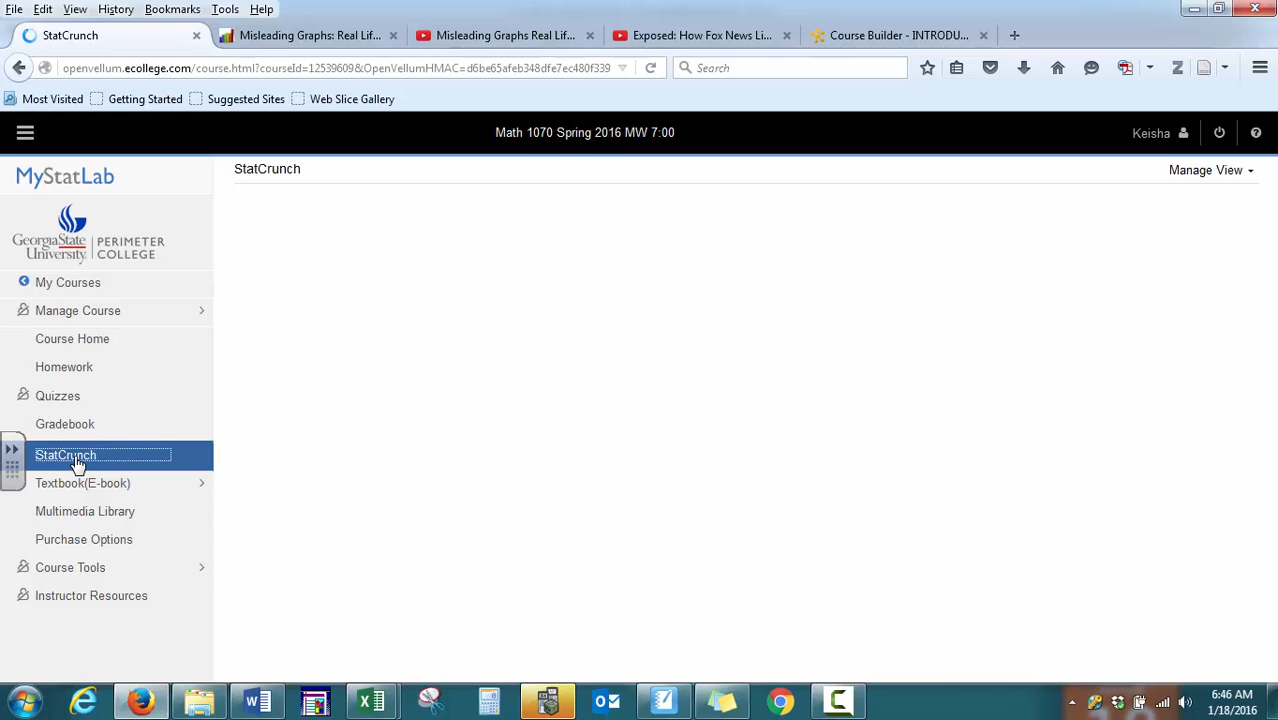 File Edit View History Bookmarks Tools Help
StatCrunch Misleading Graphs: Real Lif... Misleading Graphs Real Lif... Exposed: How Fox News Li... Course Builder - INTRODU...
openvellum.ecollege.com/course.html?courseId=12539609&OpenVellumHMAC=d6be65afeb348dfe7ec480f339 Search
Most Visited Getting Started Suggested Sites Web Slice Gallery
Math 1070 Spring 2016 MW 7:00 Keisha
MyStatLab
StatCrunch Manage View
GeorgiaState University PERIMETER COLLEGE
My Courses
Manage Course
Course Home
Homework
Quizzes
Gradebook
StatCrunch
Textbook(E-book)
Multimedia Library
Purchase Options
Course Tools
Instructor Resources
6:46 AM
1/18/2016